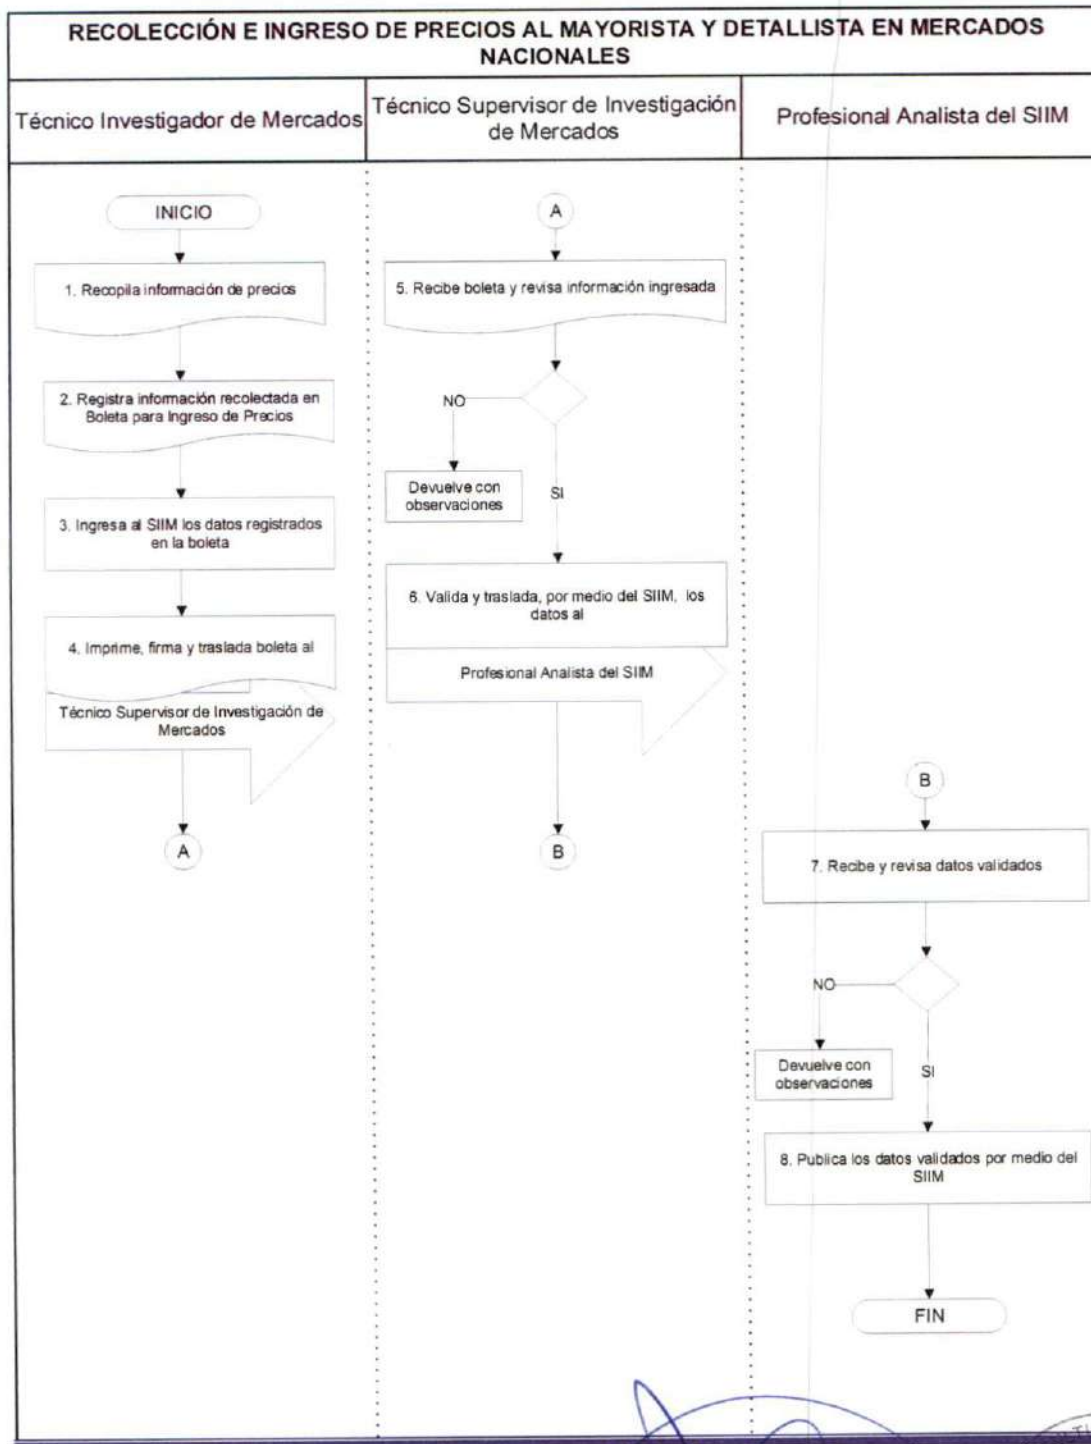 RECOLECCIÓN E INGRESO DE PRECIOS AL MAYORISTA Y DETALLISTA EN MERCADOS
NACIONALES
Técnico Investigador de Mercados
Técnico Supervisor de Investigación
de Mercados
Profesional Analista del SIIM
INICIO
1. Recopila información de precios
2. Registra información recolectada en
Boleta para Ingreso de Precios
3. Ingresa al SIIM los datos registrados
en la boleta
4. Imprime, firma y traslada boleta al
Técnico Supervisor de Investigación de
Mercados
A
A
5. Recibe boleta y revisa información ingresada
NO
Devuelve con
observaciones
SI
6. Valida y traslada, por medio del SIIM, los
datos al
Profesional Analista del SIIM
B
B
7. Recibe y revisa datos validados
NO
Devuelve con
observaciones
SI
8. Publica los datos validados por medio del
SIIM
FIN